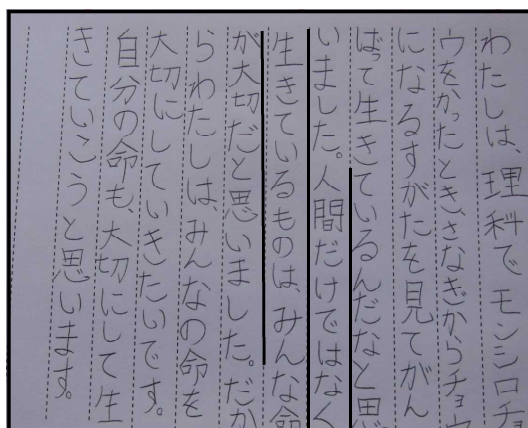 わたしは、理科でモンシロチョ
ウをかったとき、さなぎからチョウ
になるすがたを見てがん
ばって生きているんだなと思
いました。人間だけではなく
生きているものは、みんな命
が大切だと思いました。だか
らわたしは、みんなの命を
大切にしていきたいです。
自分の命も、大切にして生
きていこうと思います。